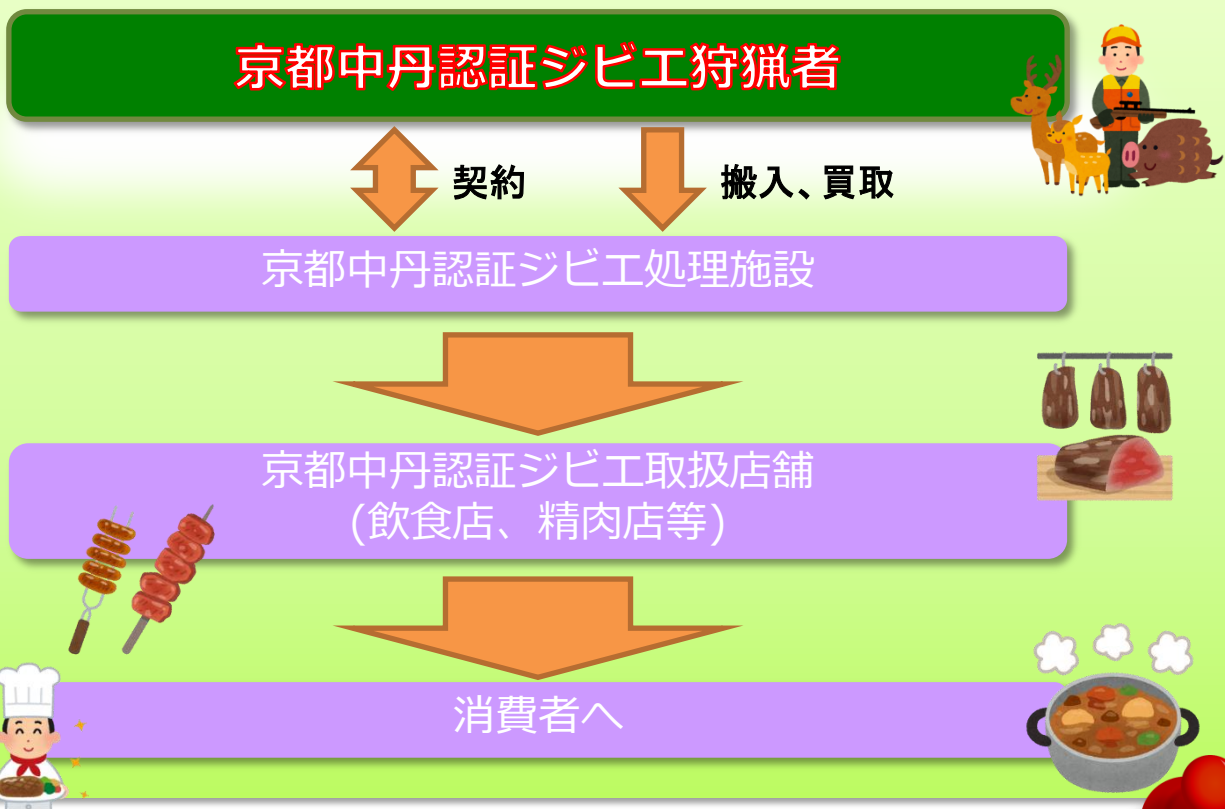 京都中丹認証ジビエ狩猟者
契約
搬入、買取
京都中丹認証ジビエ処理施設
京都中丹認証ジビエ取扱店舗
(飲食店、精肉店等)
消費者へ